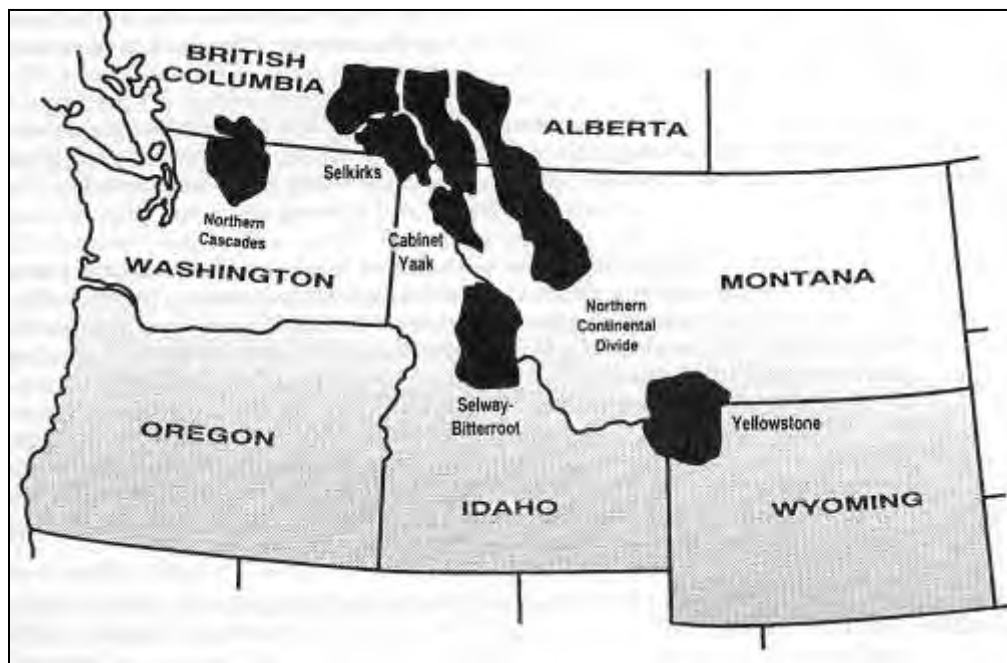 BRITISH
COLUMBIA
ALBERTA
Selkirks
Northern
Cascades
Cabinet
Yaak
WASHINGTON
MONTANA
Northern
Continental
Divide
Selway-
Bitterroot
Yellowstone
OREGON
IDAHO
WYOMING